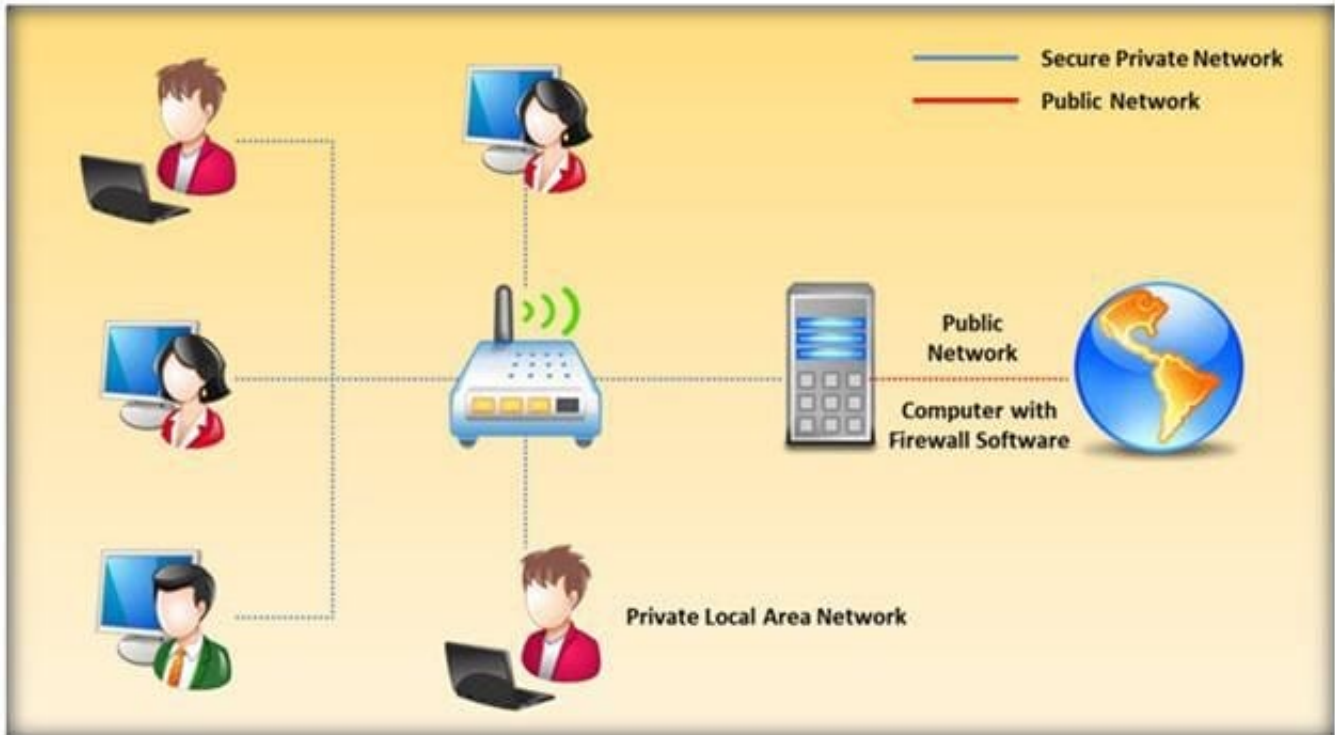 Secure Private Network
Public Network
Public
Network
Computer with
Firewall Software
Private Local Area Network